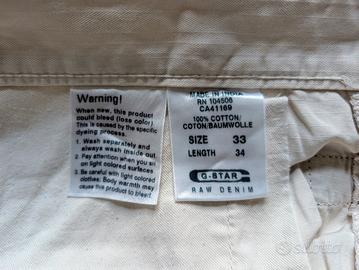 Warning!
When new, this product
could bleed (loss color)
This is caused by the specific
dyeing process.
1. Wash separately and
always wash inside out
2. Pay attention when you sit
on light colored surfaces
3. Be careful with light colored
clothes. Body warmth may
cause this product to bleed.
MADE IN INDIA
RN 104506
CA41169
100% COTTON/
COTON/BAUMWOLLE
SIZE 33
LENGTH 34
G-STAR
RAW DENIM
subito